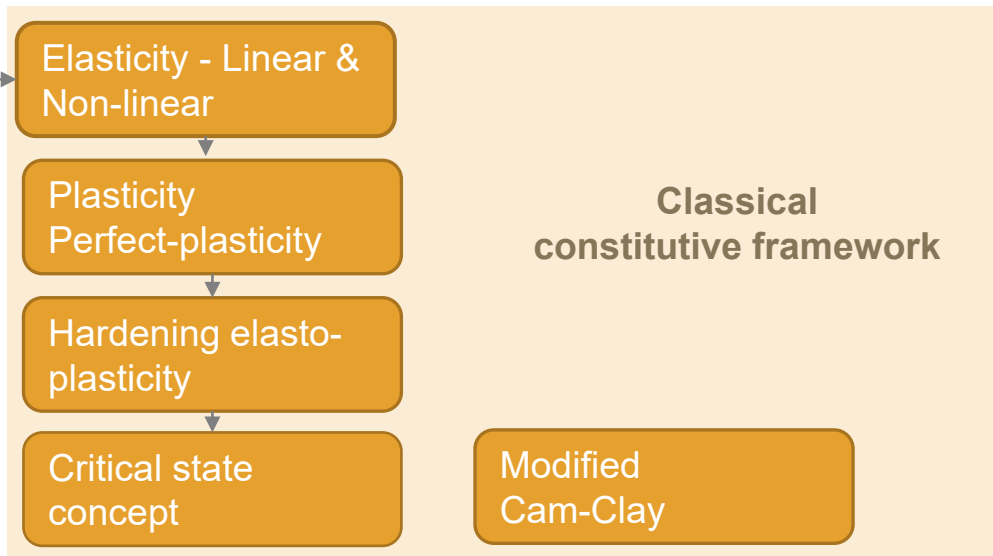 Elasticity - Linear &
Non-linear
Plasticity
Perfect-plasticity
Classical
constitutive framework
Hardening elasto-
plasticity
Critical state
concept
Modified
Cam-Clay